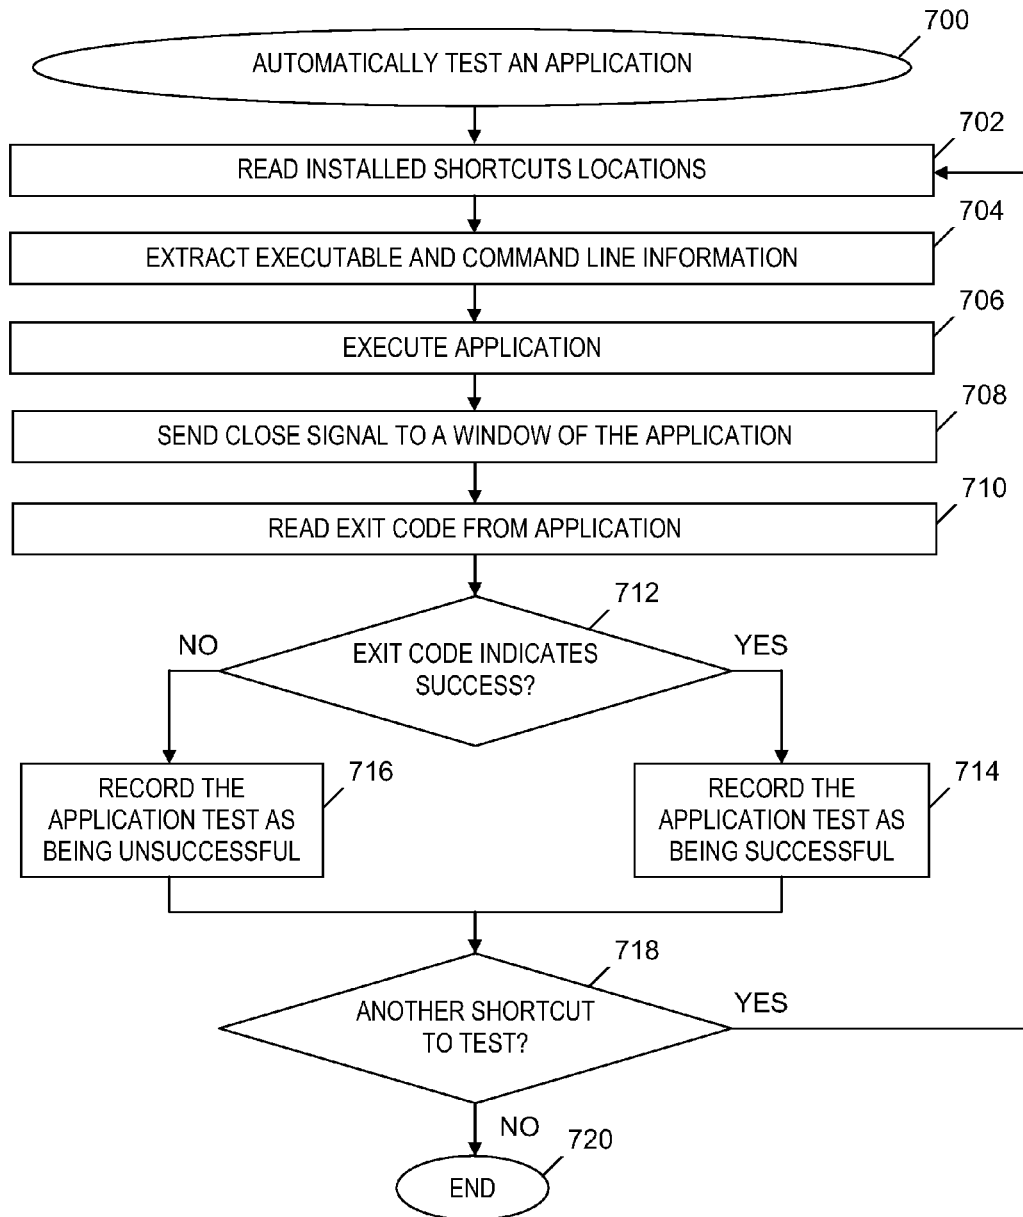 700
AUTOMATICALLY TEST AN APPLICATION
702
READ INSTALLED SHORTCUTS LOCATIONS
704
EXTRACT EXECUTABLE AND COMMAND LINE INFORMATION
706
EXECUTE APPLICATION
708
SEND CLOSE SIGNAL TO A WINDOW OF THE APPLICATION
710
READ EXIT CODE FROM APPLICATION
712
NO
YES
EXIT CODE INDICATES
SUCCESS?
716
RECORD THE
APPLICATION TEST AS
BEING UNSUCCESSFUL
714
RECORD THE
APPLICATION TEST AS
BEING SUCCESSFUL
718
YES
ANOTHER SHORTCUT
TO TEST?
NO
720
END